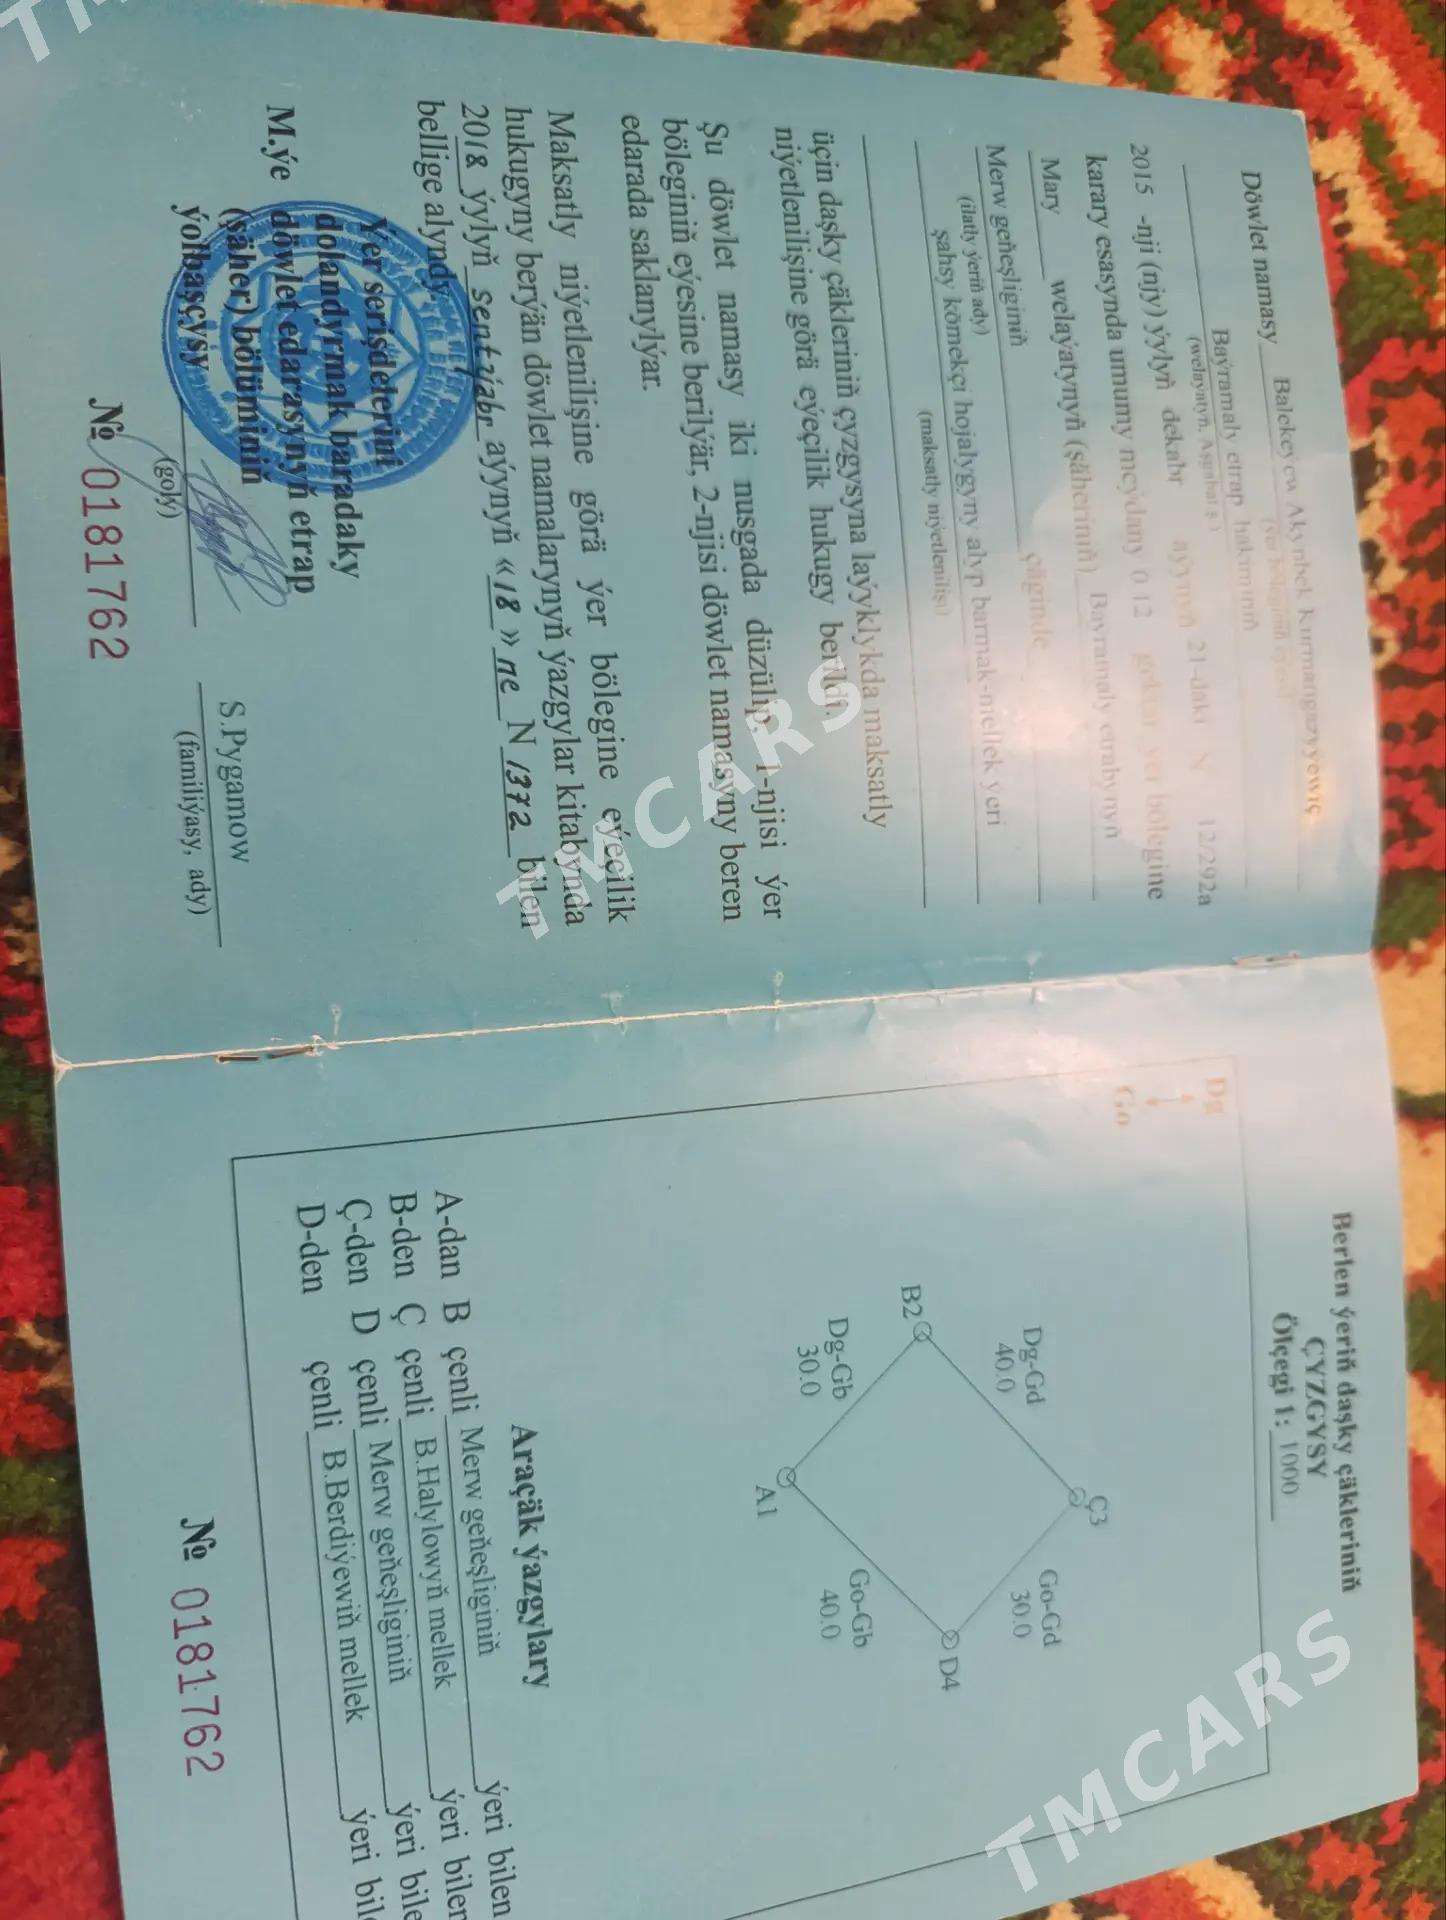 Döwlet namasy Balekeýew Akynbek Kurmangazyýewiç
(ýer böleginiň eýesi)
Baýramaly etrap häkiminiň
(welaýatyň, Aşgabat ş.)
2015 -nji (njy) ýylyň dekabr aýynyň 21-däki N 12/292a
karary esasynda umumy meýdany 0.12 gektar ýer bölegine
Mary welaýatynyň (şäheriniň) Baýramaly etrabynyň
Merw geňeşliginiň çäginde
(ilatly ýeriň ady)
şahsy kömekçi hojalygyny alyp barmak-mellek ýeri
(maksatly niýetlenilişi)
üçin daşky çäkleriniň çyzgysyna laýyklykda maksatly
niýetlenilişine görä eýeçilik hukugy berildi.
Şu döwlet namasy iki nusgada düzülip, 1-njisi ýer
böleginiň eýesine berilýär, 2-njisi döwlet namasyny beren
edarada saklanylýar.
Maksatly niýetlenilişine görä ýer bölegine eýeçilik
hukugyny berýän döwlet namalarynyň ýazgylar kitabynda
2018 ýylyň sentýabr aýynyň «18» ne N 1372 bilen
bellige alyndy.
Ýer serişdelerini
dolandyrmak baradaky
M.ýe döwlet edarasynyň etrap
(şäher) bölüminiň
ýolbaşçysy
S.Pygamow
(goly) (familiýasy, ady)
№ 0181762
Berlen ýeriň daşky çäkleriniň
ÇYZGYSY
Ölçegi 1: 1000
Dg
Go
Ç3
Dg-Gd
40.0
Go-Gd
30.0
B2
D4
Dg-Gb
30.0
Go-Gb
40.0
A1
Araçäk ýazgylary
A-dan B çenli Merw geňeşliginiň ýeri bilen
B-den Ç çenli B.Halylowyň mellek ýeri bilen
Ç-den D çenli Merw geňeşliginiň ýeri bile
D-den çenli B.Berdiýewiň mellek ýeri bile
№ 0181762
TMCARS
TMCARS